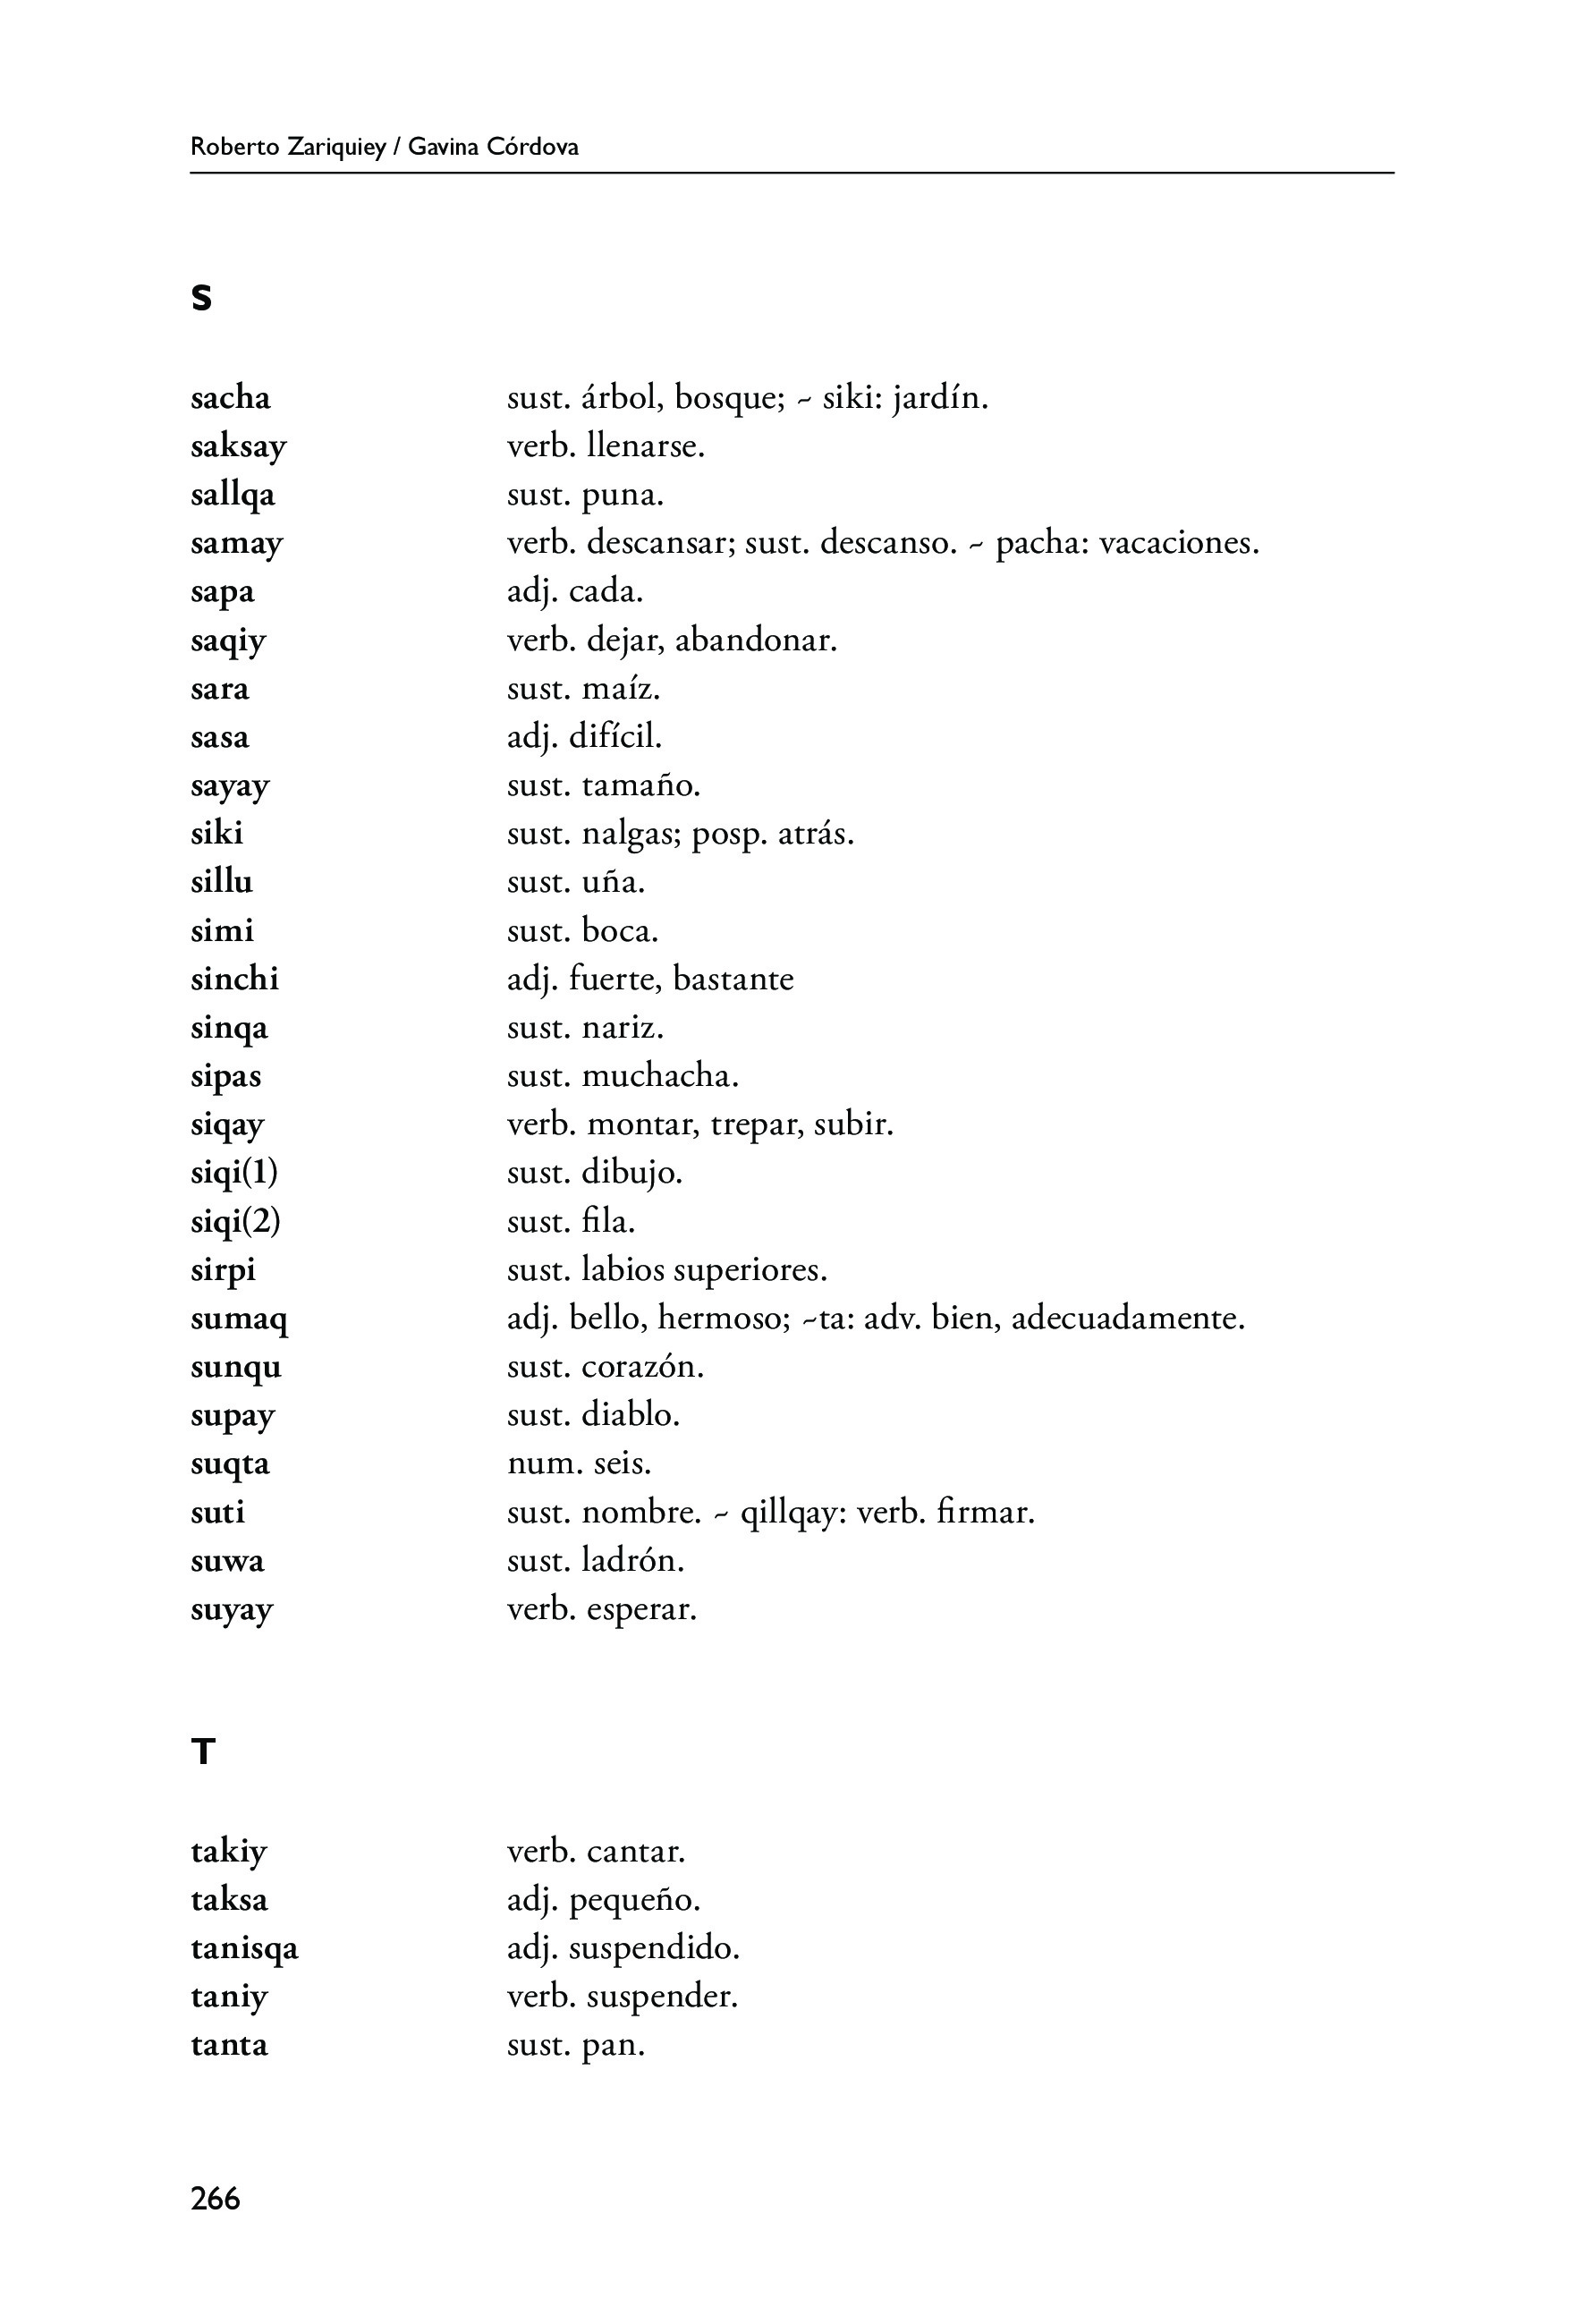 Roberto Zariquiey / Gavina Córdova
S
sacha sust. árbol, bosque; ~ siki: jardín.
saksay verb. llenarse.
sallqa sust. puna.
samay verb. descansar; sust. descanso. ~ pacha: vacaciones.
sapa adj. cada.
saqiy verb. dejar, abandonar.
sara sust. maíz.
sasa adj. difícil.
sayay sust. tamaño.
siki sust. nalgas; posp. atrás.
sillu sust. uña.
simi sust. boca.
sinchi adj. fuerte, bastante
sinqa sust. nariz.
sipas sust. muchacha.
siqay verb. montar, trepar, subir.
siqi(1) sust. dibujo.
siqi(2) sust. fila.
sirpi sust. labios superiores.
sumaq adj. bello, hermoso; ~ta: adv. bien, adecuadamente.
sunqu sust. corazón.
supay sust. diablo.
suqta num. seis.
suti sust. nombre. ~ qillqay: verb. firmar.
suwa sust. ladrón.
suyay verb. esperar.
T
takiy verb. cantar.
taksa adj. pequeño.
tanisqa adj. suspendido.
taniy verb. suspender.
tanta sust. pan.
266